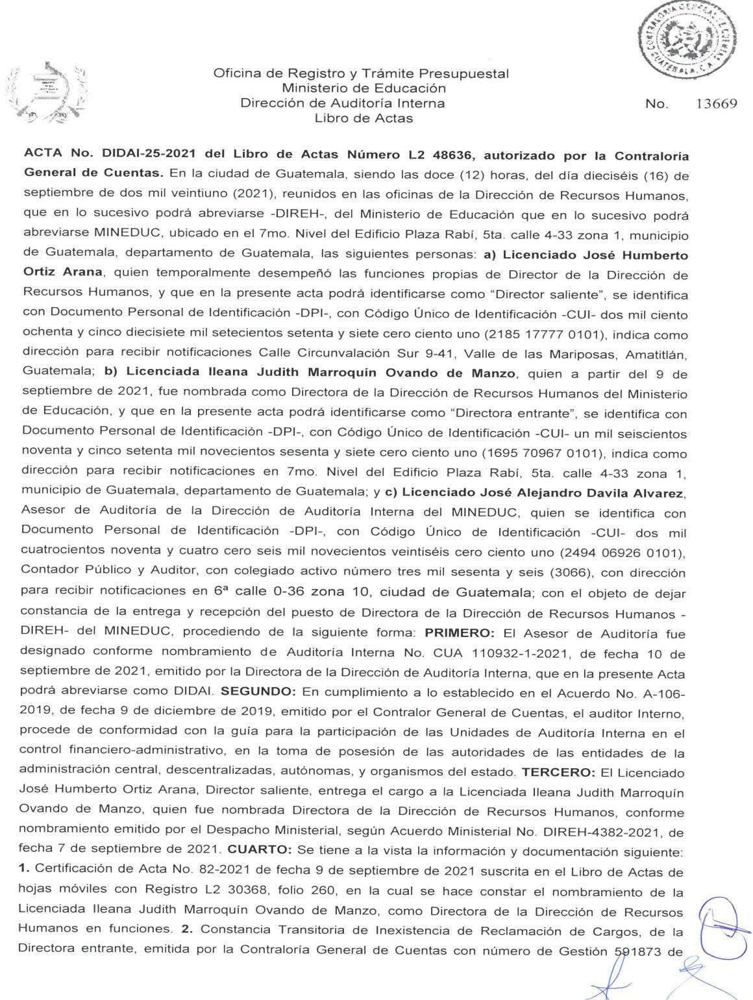 CONTRALORIA GENERAL DE CUENTAS
GUATEMALA, C.A.
Oficina de Registro y Trámite Presupuestal
Ministerio de Educación
Dirección de Auditoría Interna
Libro de Actas
No. 13669
ACTA No. DIDAI-25-2021 del Libro de Actas Número L2 48636, autorizado por la Contraloría
General de Cuentas. En la ciudad de Guatemala, siendo las doce (12) horas, del día dieciséis (16) de
septiembre de dos mil veintiuno (2021), reunidos en las oficinas de la Dirección de Recursos Humanos,
que en lo sucesivo podrá abreviarse -DIREH-, del Ministerio de Educación que en lo sucesivo podrá
abreviarse MINEDUC, ubicado en el 7mo. Nivel del Edificio Plaza Rabí, 5ta. calle 4-33 zona 1, municipio
de Guatemala, departamento de Guatemala, las siguientes personas: a) Licenciado José Humberto
Ortiz Arana, quien temporalmente desempeñó las funciones propias de Director de la Dirección de
Recursos Humanos, y que en la presente acta podrá identificarse como “Director saliente”, se identifica
con Documento Personal de Identificación -DPI-, con Código Único de Identificación -CUI- dos mil ciento
ochenta y cinco diecisiete mil setecientos setenta y siete cero ciento uno (2185 17777 0101), indica como
dirección para recibir notificaciones Calle Circunvalación Sur 9-41, Valle de las Mariposas, Amatitlán,
Guatemala; b) Licenciada Ileana Judith Marroquín Ovando de Manzo, quien a partir del 9 de
septiembre de 2021, fue nombrada como Directora de la Dirección de Recursos Humanos del Ministerio
de Educación, y que en la presente acta podrá identificarse como “Directora entrante”, se identifica con
Documento Personal de Identificación -DPI-, con Código Único de Identificación -CUI- un mil seiscientos
noventa y cinco setenta mil novecientos sesenta y siete cero ciento uno (1695 70967 0101), indica como
dirección para recibir notificaciones en 7mo. Nivel del Edificio Plaza Rabí, 5ta. calle 4-33 zona 1,
municipio de Guatemala, departamento de Guatemala; y c) Licenciado José Alejandro Davila Alvarez,
Asesor de Auditoría de la Dirección de Auditoría Interna del MINEDUC, quien se identifica con
Documento Personal de Identificación -DPI-, con Código Único de Identificación -CUI- dos mil
cuatrocientos noventa y cuatro cero seis mil novecientos veintiséis cero ciento uno (2494 06926 0101),
Contador Público y Auditor, con colegiado activo número tres mil sesenta y seis (3066), con dirección
para recibir notificaciones en 6ª calle 0-36 zona 10, ciudad de Guatemala; con el objeto de dejar
constancia de la entrega y recepción del puesto de Directora de la Dirección de Recursos Humanos -
DIREH- del MINEDUC, procediendo de la siguiente forma: PRIMERO: El Asesor de Auditoría fue
designado conforme nombramiento de Auditoría Interna No. CUA 110932-1-2021, de fecha 10 de
septiembre de 2021, emitido por la Directora de la Dirección de Auditoría Interna, que en la presente Acta
podrá abreviarse como DIDAI. SEGUNDO: En cumplimiento a lo establecido en el Acuerdo No. A-106-
2019, de fecha 9 de diciembre de 2019, emitido por el Contralor General de Cuentas, el auditor Interno,
procede de conformidad con la guía para la participación de las Unidades de Auditoría Interna en el
control financiero-administrativo, en la toma de posesión de las autoridades de las entidades de la
administración central, descentralizadas, autónomas, y organismos del estado. TERCERO: El Licenciado
José Humberto Ortiz Arana, Director saliente, entrega el cargo a la Licenciada Ileana Judith Marroquín
Ovando de Manzo, quien fue nombrada Directora de la Dirección de Recursos Humanos, conforme
nombramiento emitido por el Despacho Ministerial, según Acuerdo Ministerial No. DIREH-4382-2021, de
fecha 7 de septiembre de 2021. CUARTO: Se tiene a la vista la información y documentación siguiente:
1. Certificación de Acta No. 82-2021 de fecha 9 de septiembre de 2021 suscrita en el Libro de Actas de
hojas móviles con Registro L2 30368, folio 260, en la cual se hace constar el nombramiento de la
Licenciada Ileana Judith Marroquín Ovando de Manzo, como Directora de la Dirección de Recursos
Humanos en funciones. 2. Constancia Transitoria de Inexistencia de Reclamación de Cargos, de la
Directora entrante, emitida por la Contraloría General de Cuentas con número de Gestión 591873 de